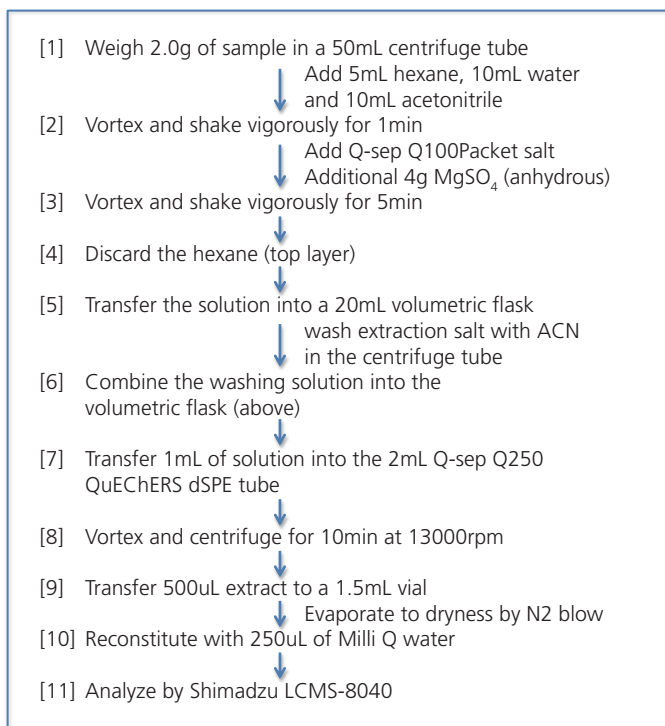 [1] Weigh 2.0g of sample in a 50mL centrifuge tube
Add 5mL hexane, 10mL water
and 10mL acetonitrile
[2] Vortex and shake vigorously for 1min
Add Q-sep Q100Packet salt
Additional 4g MgSO₄ (anhydrous)
[3] Vortex and shake vigorously for 5min
[4] Discard the hexane (top layer)
[5] Transfer the solution into a 20mL volumetric flask
wash extraction salt with ACN
in the centrifuge tube
[6] Combine the washing solution into the
volumetric flask (above)
[7] Transfer 1mL of solution into the 2mL Q-sep Q250
QuEChERS dSPE tube
[8] Vortex and centrifuge for 10min at 13000rpm
[9] Transfer 500uL extract to a 1.5mL vial
Evaporate to dryness by N2 blow
[10] Reconstitute with 250uL of Milli Q water
[11] Analyze by Shimadzu LCMS-8040